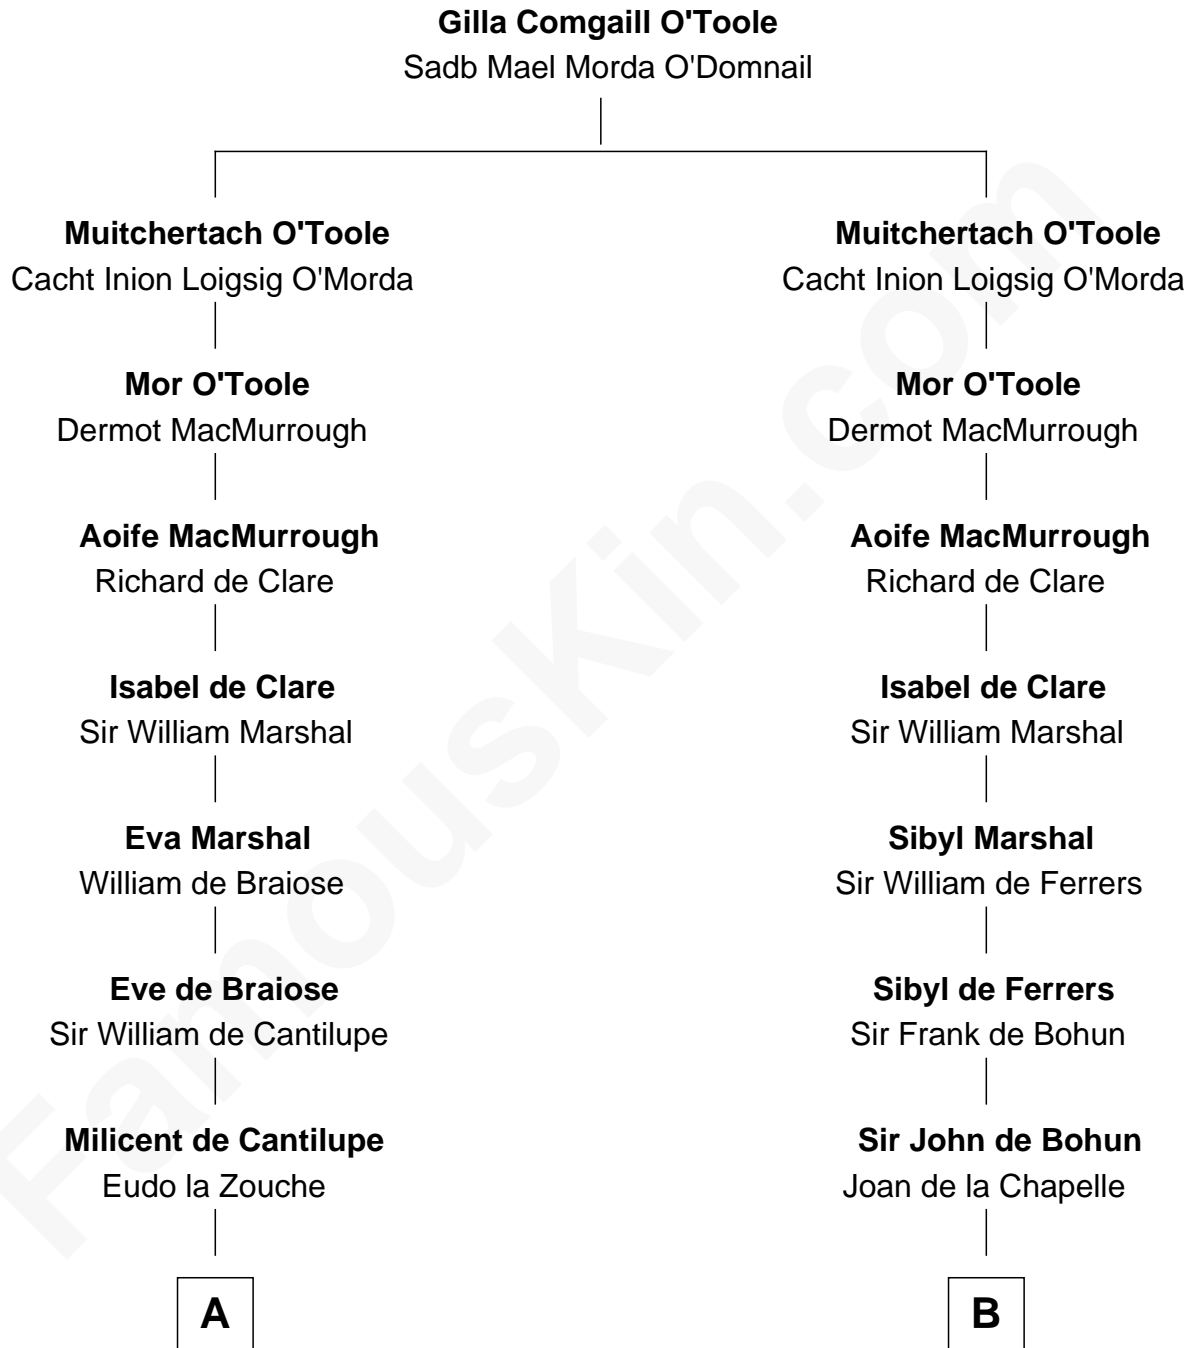 Gilla Comgaill O'Toole
Sadb Mael Morda O'Domnail
Muitchertach O'Toole
Cacht Inion Loigsig O'Morda
Mor O'Toole
Dermot MacMurrough
Aoife MacMurrough
Richard de Clare
Isabel de Clare
Sir William Marshal
Eva Marshal
William de Braiose
Eve de Braiose
Sir William de Cantilupe
Milicent de Cantilupe
Eudo la Zouche
A
Muitchertach O'Toole
Cacht Inion Loigsig O'Morda
Mor O'Toole
Dermot MacMurrough
Aoife MacMurrough
Richard de Clare
Isabel de Clare
Sir William Marshal
Sibyl Marshal
Sir William de Ferrers
Sibyl de Ferrers
Sir Frank de Bohun
Sir John de Bohun
Joan de la Chapelle
B
FamousKin.com